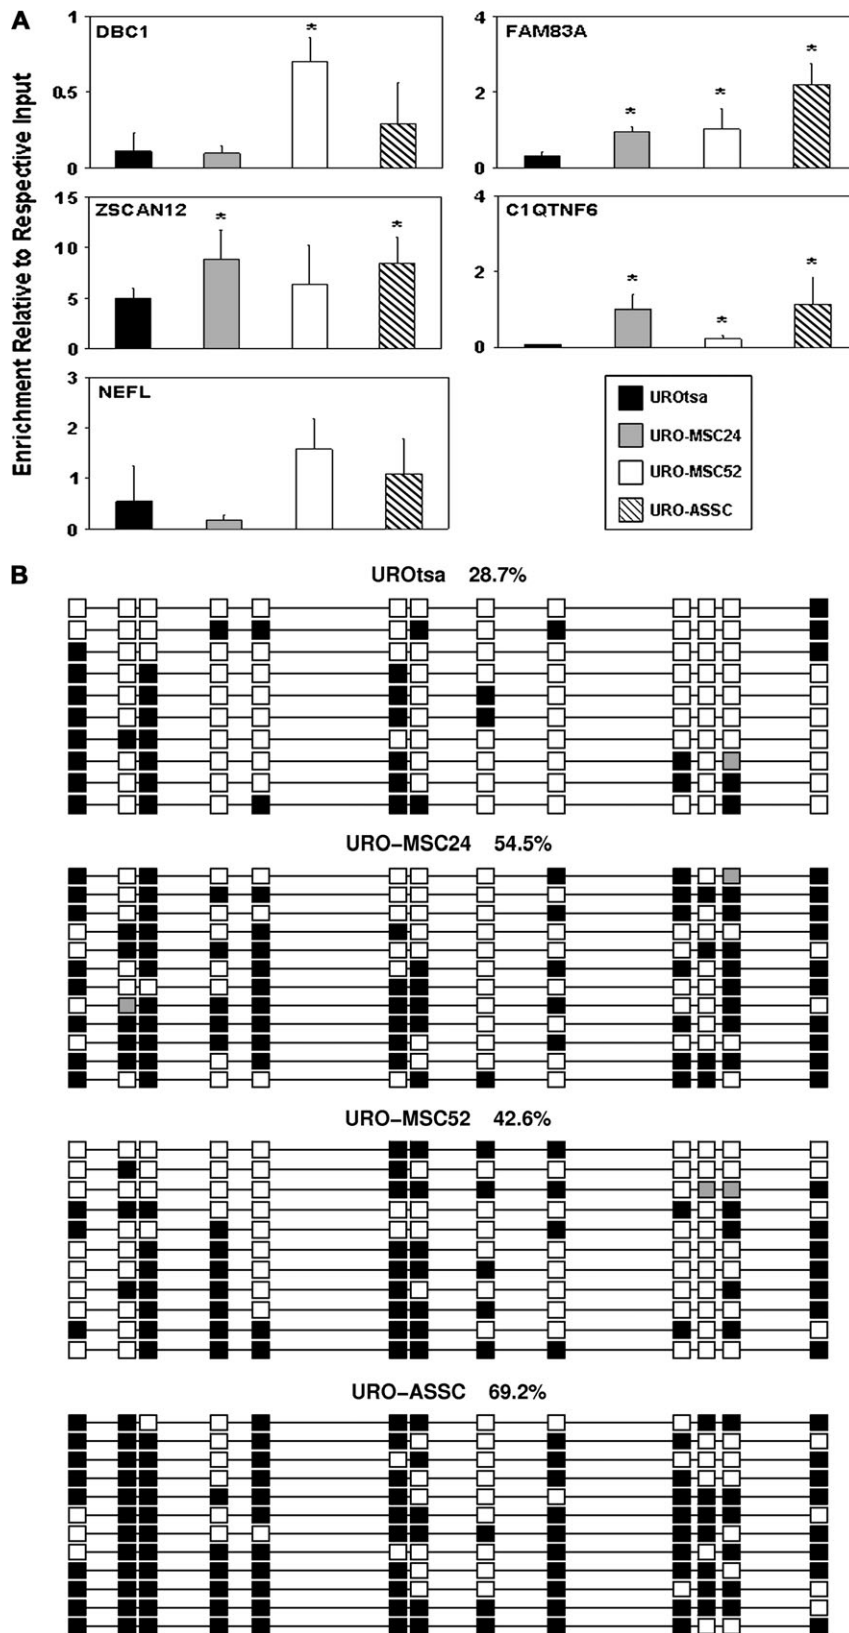 A
Enrichment Relative to Respective Input
DBC1
1
0.5
0
*
FAM83A
4
2
0
*
*
*
ZSCAN12
15
10
5
0
*
*
C1QTNF6
4
2
0
*
*
*
NEFL
3
2
1
0
UROtsa
URO-MSC24
URO-MSC52
URO-ASSC
B
UROtsa 28.7%
URO-MSC24 54.5%
URO-MSC52 42.6%
URO-ASSC 69.2%